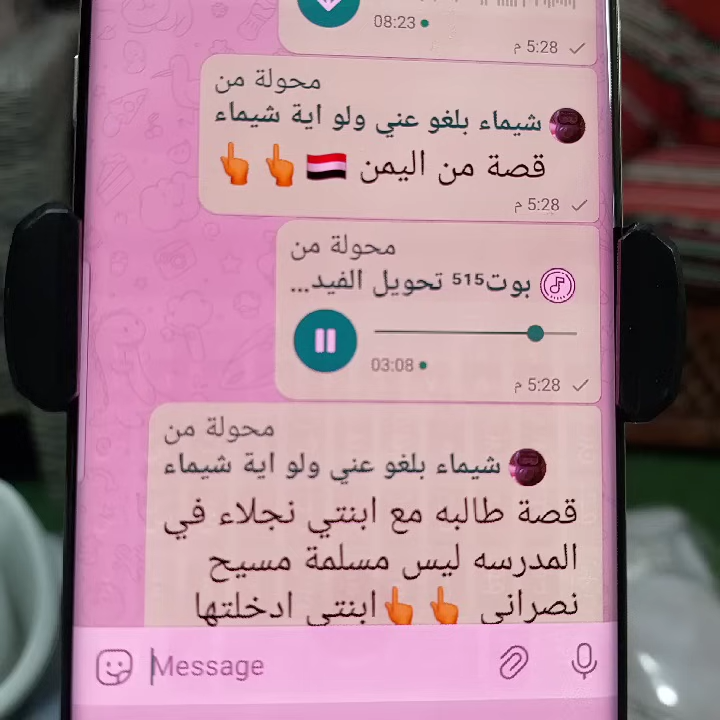 08:23
5:28 م
محولة من
شيماء بلغو عني ولو اية شيماء
قصة من اليمن 🇾🇪 👆 👆
5:28 م
محولة من
بوت⁵¹⁵ تحويل الفيد...
03:08
5:28 م
محولة من
شيماء بلغو عني ولو اية شيماء
قصة طالبه مع ابنتي نجلاء في
المدرسه ليس مسلمة مسيح
نصراني 👆 👆ابنتي ادخلتها
Message